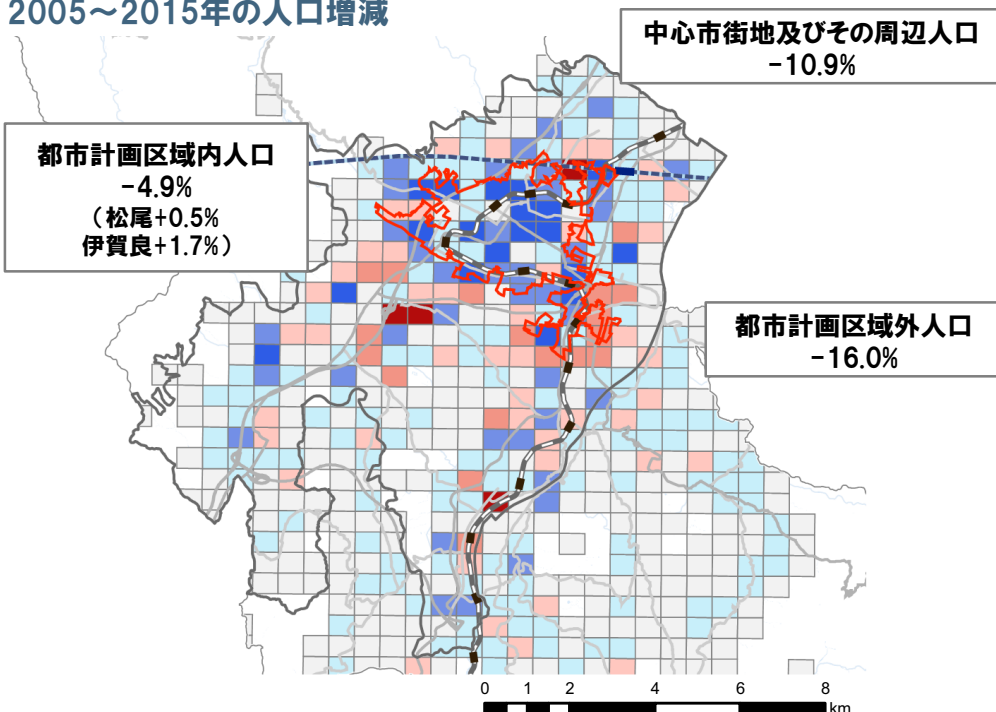 2005～2015年の人口増減
中心市街地及びその周辺人口
-10.9%
都市計画区域内人口
-4.9%
（松尾+0.5%
伊賀良+1.7%）
都市計画区域外人口
-16.0%
0 1 2 4 6 8
km